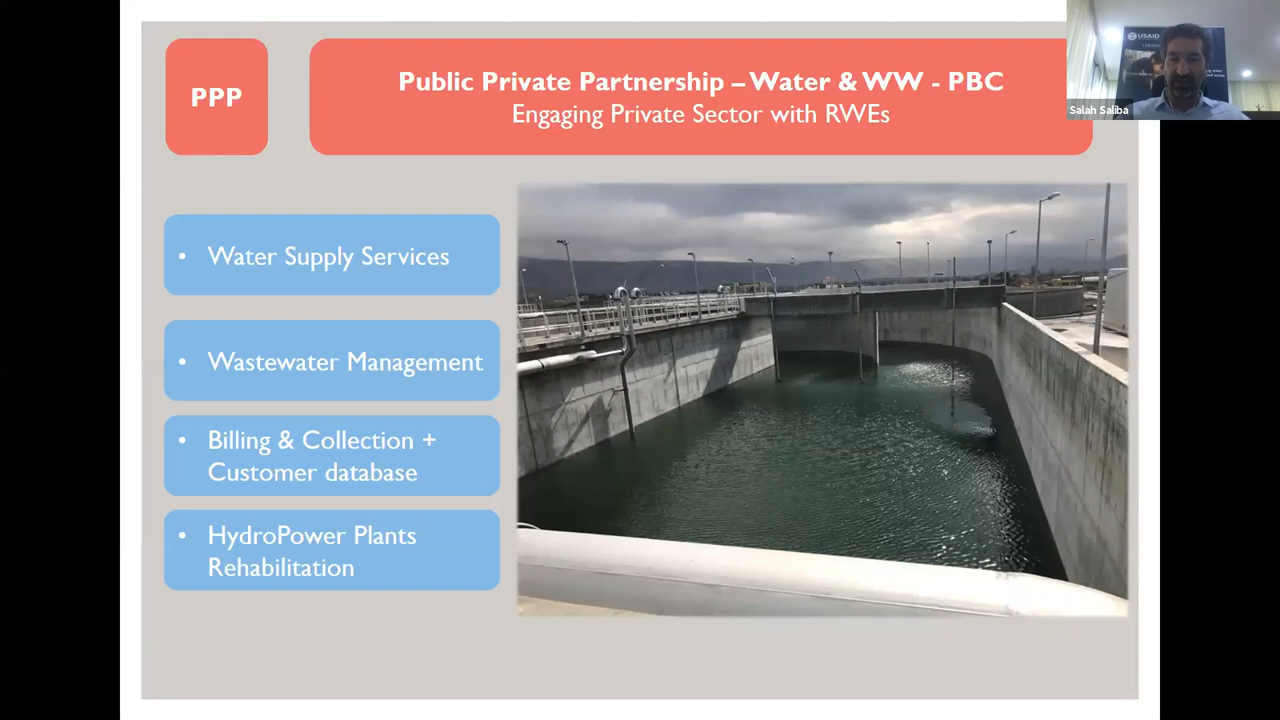 PPP
Public Private Partnership – Water & WW - PBC
Engaging Private Sector with RWEs
USAID
Salah Saliba
• Water Supply Services
• Wastewater Management
• Billing & Collection +
Customer database
• HydroPower Plants
Rehabilitation